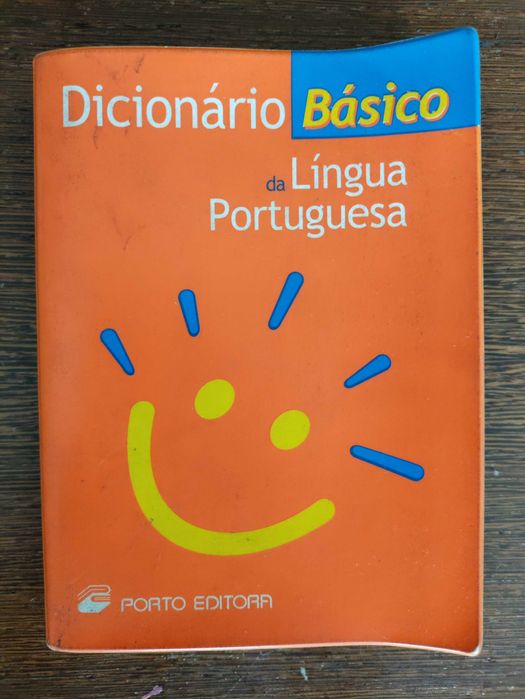 Dicionário Básico
da Língua
Portuguesa
PORTO EDITORA